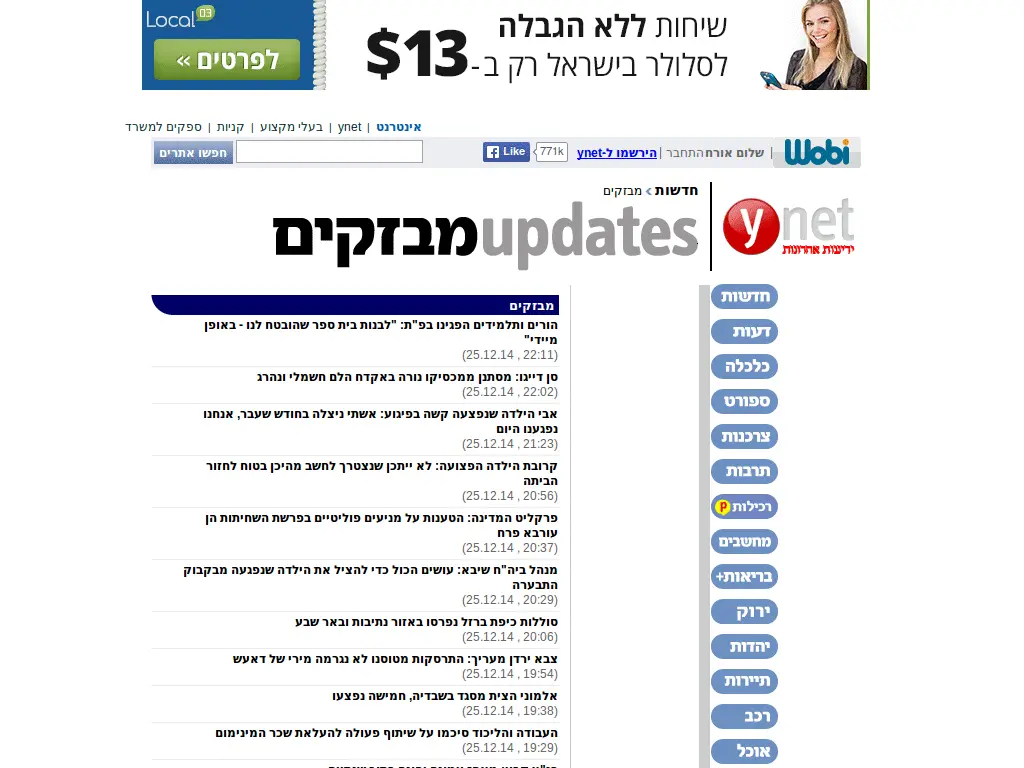 Local 03
לפרטים »
שיחות ללא הגבלה
לסלולר בישראל רק ב-$13
אינטרנט | ynet | בעלי מקצוע | קניות | ספקים למשרד
Wobi
שלום אורח התחבר | הירשמו ל-ynet
771k
Like
חפשו אתרים
ynet
ידיעות אחרונות
חדשות › מבזקים
מבזקים updates
מבזקים
הורים ותלמידים הפגינו בפ"ת: "לבנות בית ספר שהובטח לנו - באופן
מיידי"
(25.12.14 , 22:11)
סן דייגו: מסתנן ממכסיקו נורה באקדח הלם חשמלי ונהרג
(25.12.14 , 22:02)
אבי הילדה שנפצעה קשה בפיגוע: אשתי ניצלה בחודש שעבר, אנחנו
נפגענו היום
(25.12.14 , 21:23)
קרובת הילדה הפצועה: לא ייתכן שנצטרך לחשב מהיכן בטוח לחזור
הביתה
(25.12.14 , 20:56)
פרקליט המדינה: הטענות על מניעים פוליטיים בפרשת השחיתות הן
עורבא פרח
(25.12.14 , 20:37)
מנהל ביה"ח שיבא: עושים הכול כדי להציל את הילדה שנפגעה מבקבוק
התבערה
(25.12.14 , 20:29)
סוללות כיפת ברזל נפרסו באזור נתיבות ובאר שבע
(25.12.14 , 20:06)
צבא ירדן מעריך: התרסקות מטוסנו לא נגרמה מירי של דאעש
(25.12.14 , 19:54)
אלמוני הצית מסגד בשבדיה, חמישה נפצעו
(25.12.14 , 19:38)
העבודה והליכוד סיכמו על שיתוף פעולה להעלאת שכר המינימום
(25.12.14 , 19:29)
חדשות
דעות
כלכלה
ספורט
צרכנות
תרבות
רכילות p
מחשבים
בריאות+
ירוק
יהדות
תיירות
רכב
אוכל